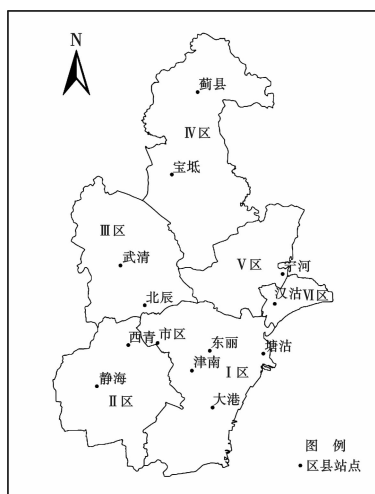 N
蓟县
Ⅳ区
宝坻
Ⅲ区
武清
Ⅴ区
宁河
汉沽 Ⅵ区
北辰
西青 市区
东丽 塘沽
津南 Ⅰ区
静海
Ⅱ区
大港
图 例
•区县站点